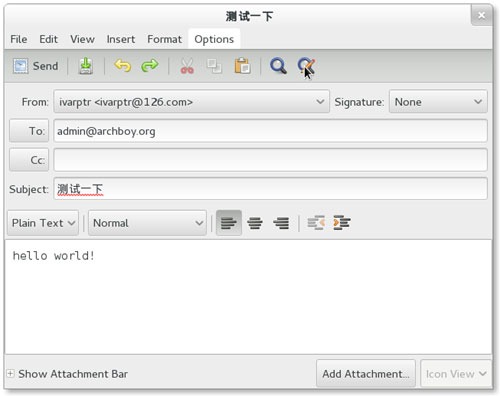 测试一下
File Edit View Insert Format Options
Send
From: ivarptr <ivarptr@126.com> Signature: None
To: admin@archboy.org
Cc:
Subject: 测试一下
Plain Text Normal
hello world!
Show Attachment Bar Add Attachment... Icon View